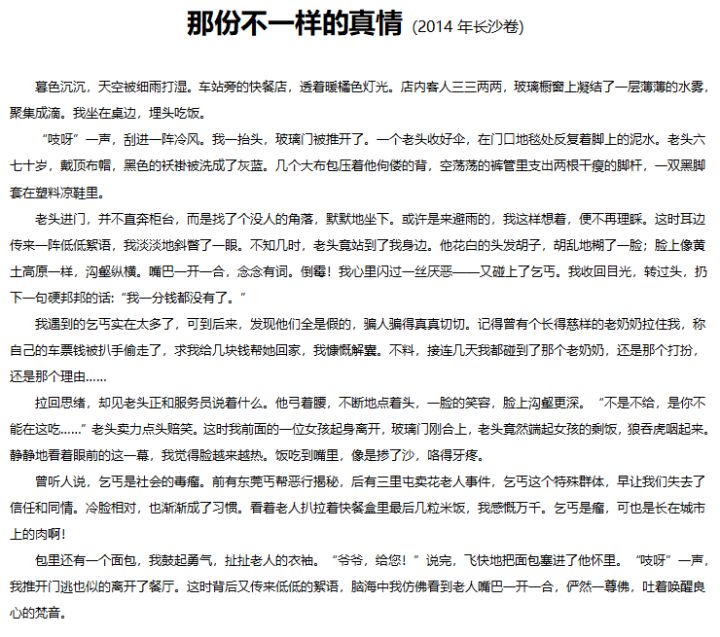 那份不一样的真情 (2014 年长沙卷)
暮色沉沉，天空被细雨打湿。车站旁的快餐店，透着暖橘色灯光。店内客人三三两两，玻璃橱窗上凝结了一层薄薄的水雾，
聚集成滴。我坐在桌边，埋头吃饭。
“吱呀”一声，刮进一阵冷风。我一抬头，玻璃门被推开了。一个老头收好伞，在门口地毯处反复着脚上的泥水。老头六
七十岁，戴顶布帽，黑色的袄褂被洗成了灰蓝。几个大布包压着他佝偻的背，空荡荡的裤管里支出两根干瘦的脚杆，一双黑脚
套在塑料凉鞋里。
老头进门，并不直奔柜台，而是找了个没人的角落，默默地坐下。或许是来避雨的，我这样想着，便不再理睬。这时耳边
传来一阵低低絮语，我淡淡地斜瞥了一眼。不知几时，老头竟站到了我身边。他花白的头发胡子，胡乱地糊了一脸；脸上像黄
土高原一样，沟壑纵横。嘴巴一开一合，念念有词。倒霉！我心里闪过一丝厌恶——又碰上了乞丐。我收回目光，转过头，扔
下一句硬邦邦的话:“我一分钱都没有了。”
我遇到的乞丐实在太多了，可到后来，发现他们全是假的，骗人骗得真真切切。记得曾有个长得慈祥的老奶奶拉住我，称
自己的车票钱被扒手偷走了，求我给几块钱帮她回家，我慷慨解囊。不料，接连几天我都碰到了那个老奶奶，还是那个打扮，
还是那个理由……
拉回思绪，却见老头正和服务员说着什么。他弓着腰，不断地点着头，一脸的笑容，脸上沟壑更深。“不是不给，是你不
能在这吃……”老头卖力点头赔笑。这时我前面的一位女孩起身离开，玻璃门刚合上，老头竟然端起女孩的剩饭，狼吞虎咽起来。
静静地看着眼前的这一幕，我觉得脸越来越热。饭吃到嘴里，像是掺了沙，咯得牙疼。
曾听人说，乞丐是社会的毒瘤。前有东莞丐帮恶行揭秘，后有三里屯卖花老人事件，乞丐这个特殊群体，早让我们失去了
信任和同情。冷脸相对，也渐渐成了习惯。看着老人扒拉着快餐盒里最后几粒米饭，我感慨万千。乞丐是瘤，可也是长在城市
上的肉啊！
包里还有一个面包，我鼓起勇气，扯扯老人的衣袖。“爷爷，给您！”说完，飞快地把面包塞进了他怀里。“吱呀”一声，
我推开门逃也似的离开了餐厅。这时背后又传来低低的絮语，脑海中我仿佛看到老人嘴巴一开一合，俨然一尊佛，吐着唤醒良
心的梵音。